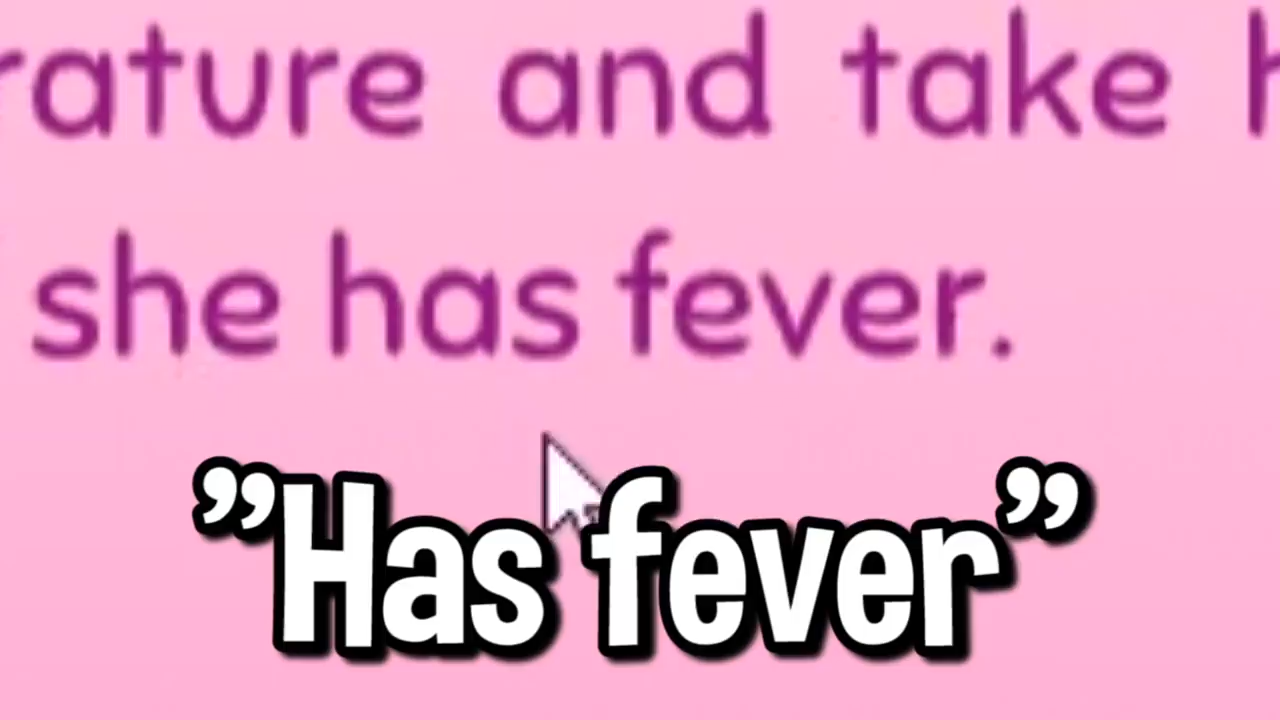 rature and take h
she has fever.
”Has fever”